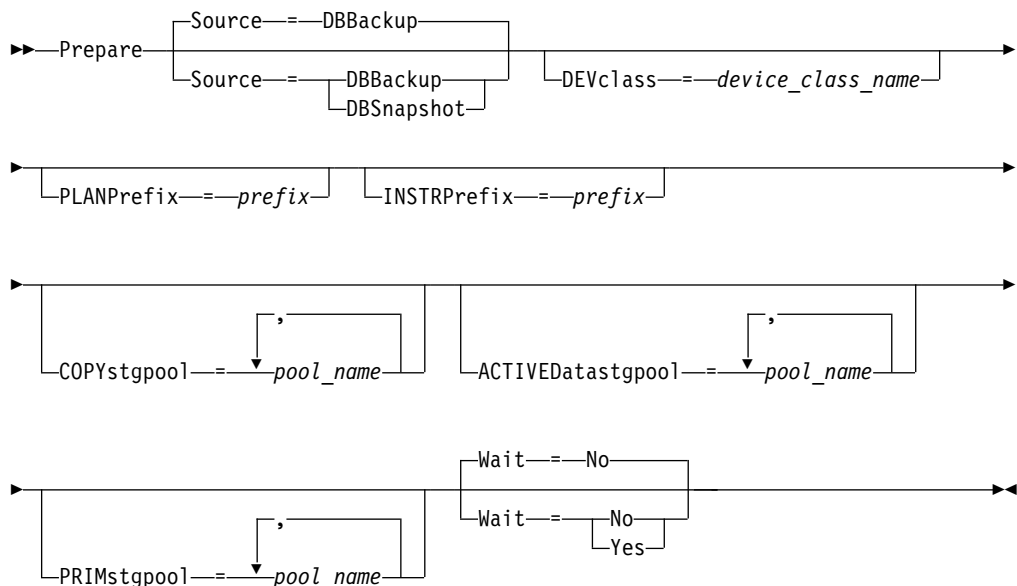 Source = DBBackup
Prepare
Source = DBBackup
DBSnapshot
DEVclass = device_class_name
PLANPrefix = prefix
INSTRPrefix = prefix
,
COPYstgpool = pool_name
,
ACTIVEDatastgpool = pool_name
,
PRIMstgpool = pool_name
Wait = No
Wait = No
Yes